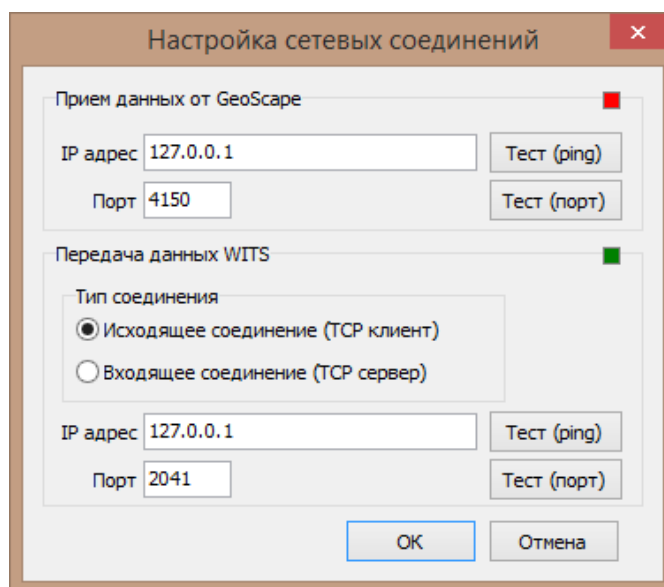 Настройка сетевых соединений
Прием данных от GeoScape
IP адрес 127.0.0.1 Тест (ping)
Порт 4150 Тест (порт)
Передача данных WITS
Тип соединения
Исходящее соединение (TCP клиент)
Входящее соединение (TCP сервер)
IP адрес 127.0.0.1 Тест (ping)
Порт 2041 Тест (порт)
OK Отмена